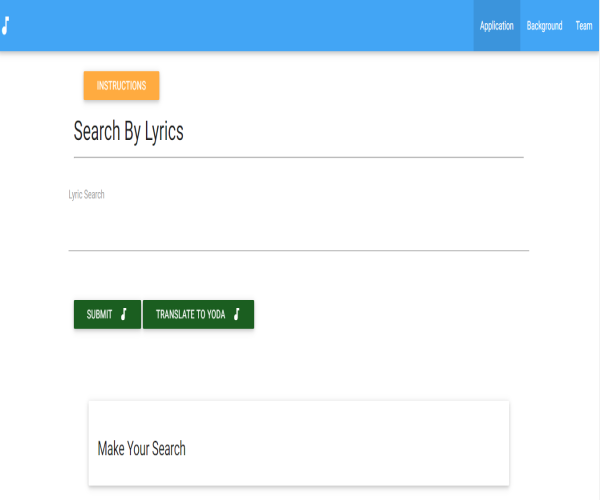 Application Background Team
INSTRUCTIONS
Search By Lyrics
Lyric Search
SUBMIT TRANSLATE TO YODA
Make Your Search